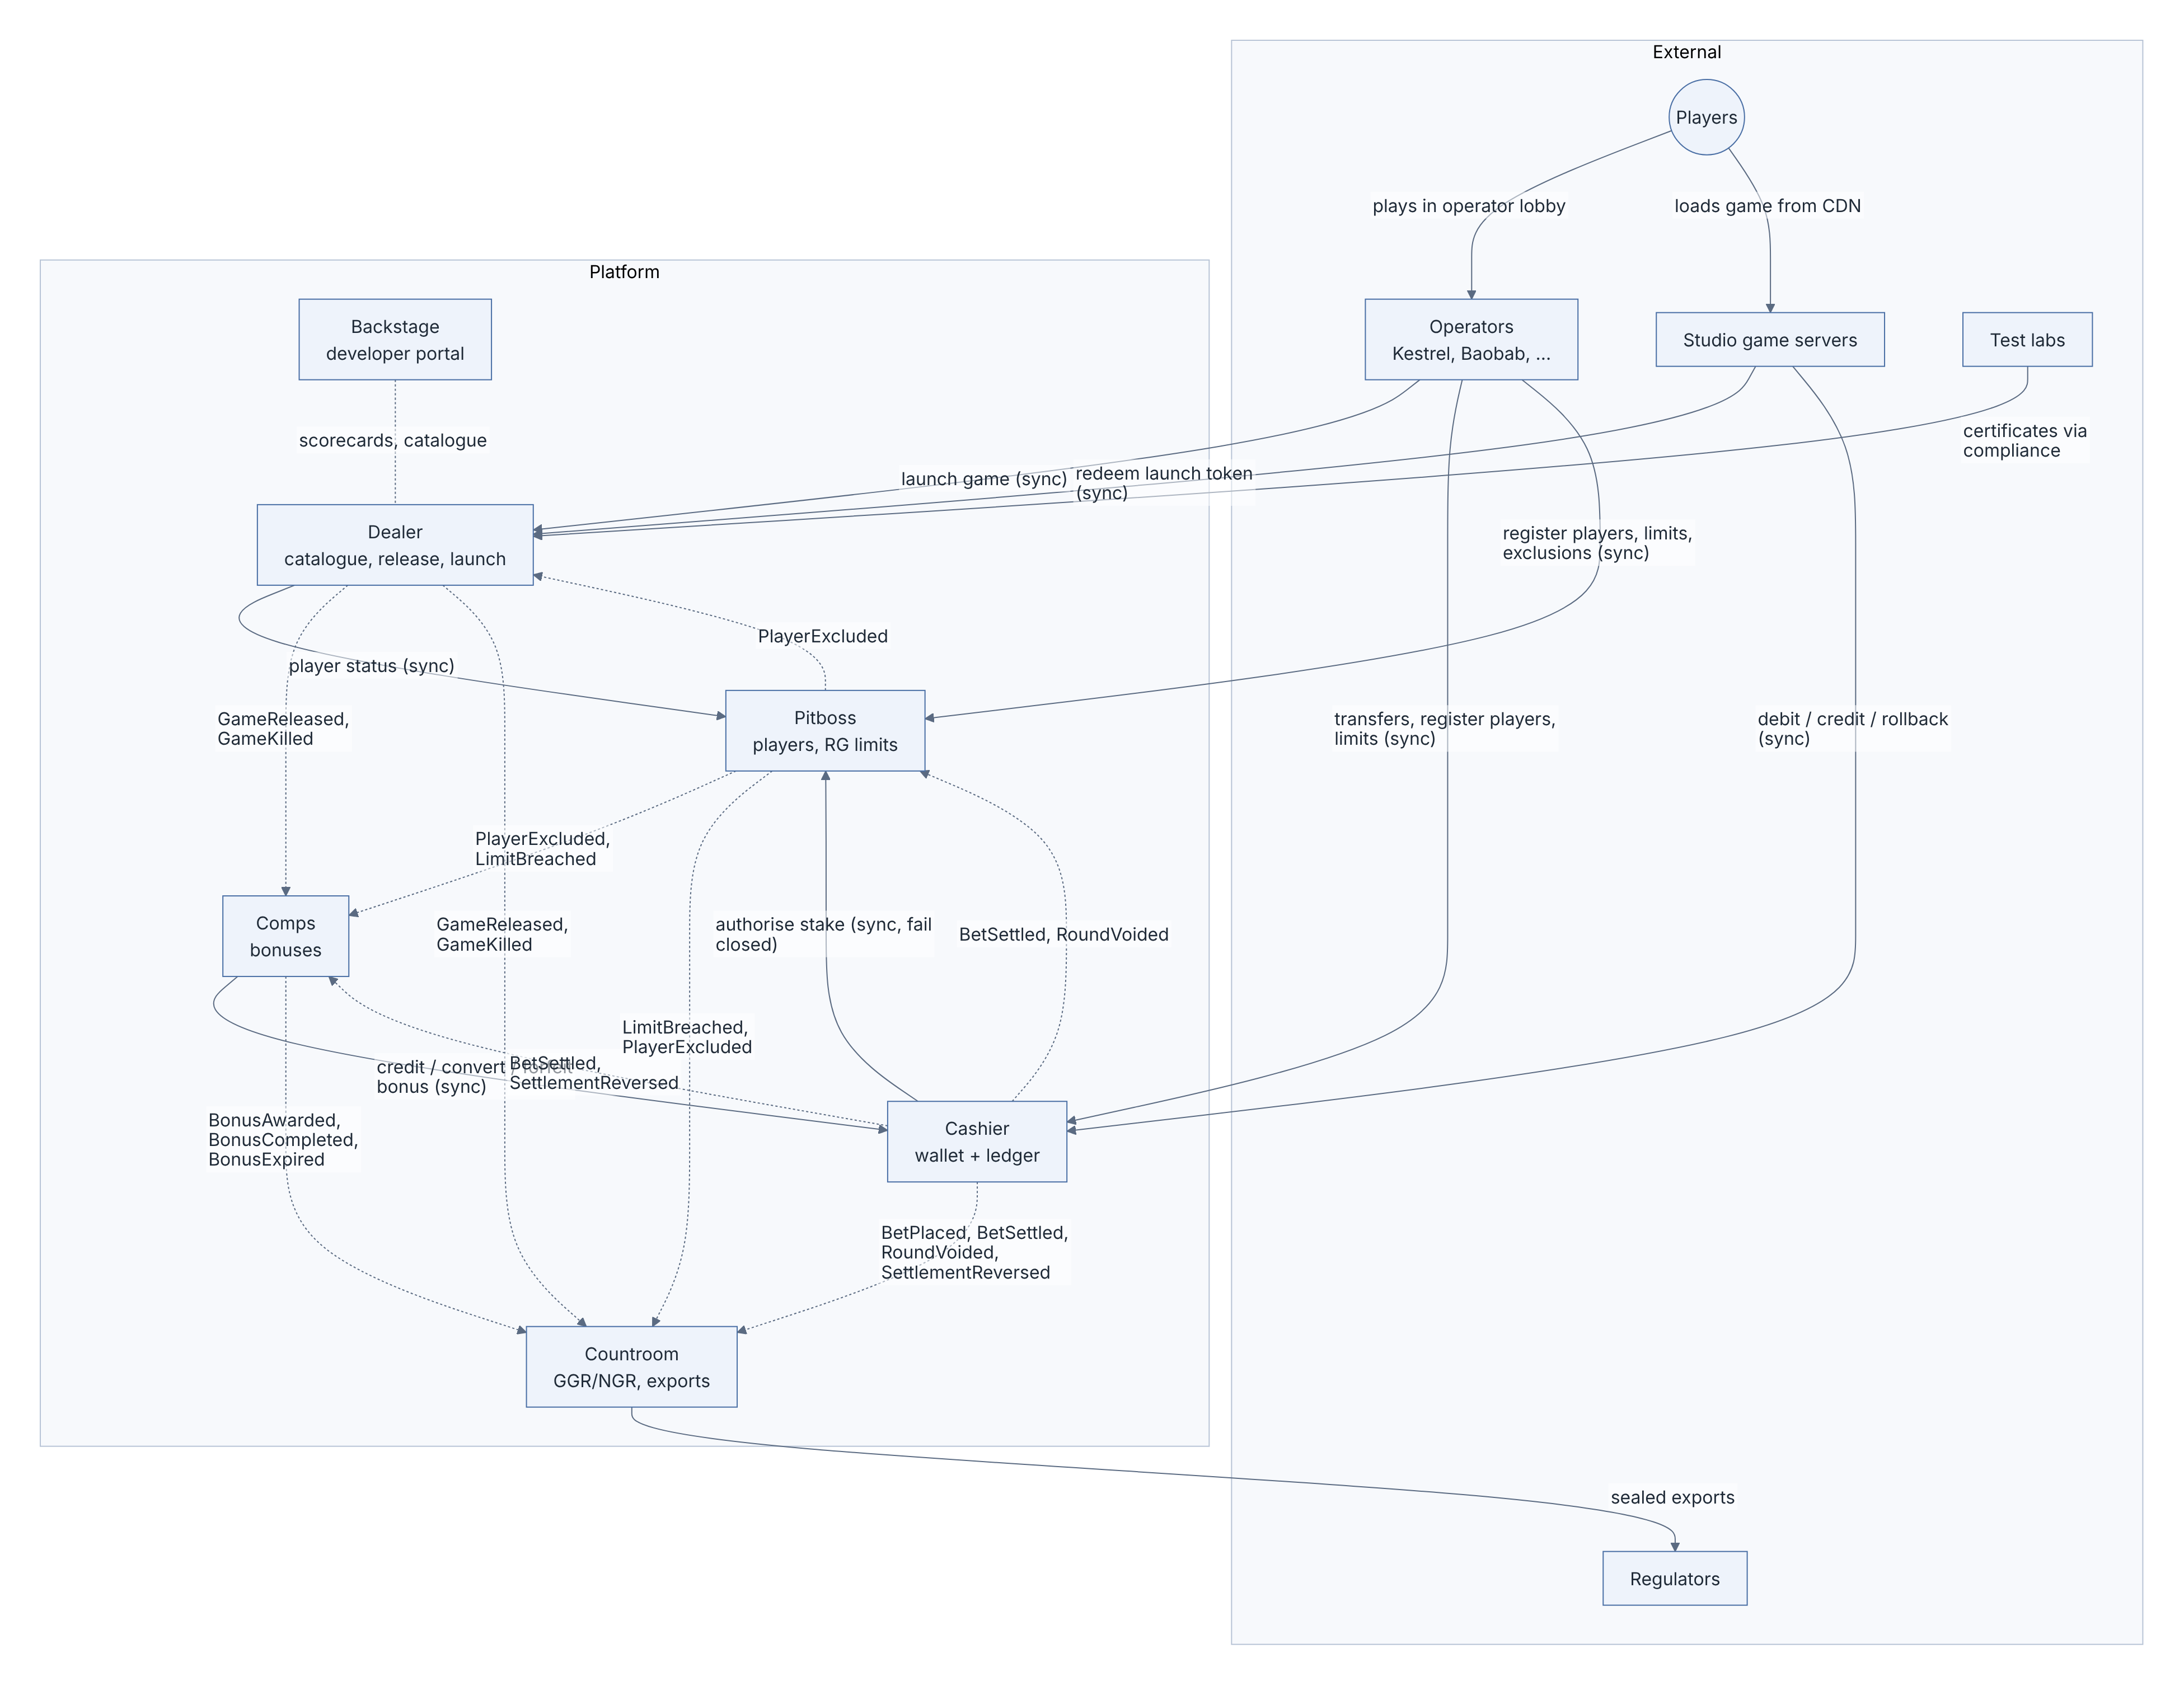 External
Players
plays in operator lobby
loads game from CDN
Platform
Backstage
developer portal
Operators
Kestrel, Baobab, ...
Studio game servers
Test labs
scorecards, catalogue
certificates via
compliance
launch game (sync)
redeem launch token
(sync)
Dealer
catalogue, release, launch
register players, limits,
exclusions (sync)
PlayerExcluded
player status (sync)
GameReleased,
GameKilled
Pitboss
players, RG limits
transfers, register players,
limits (sync)
debit / credit / rollback
(sync)
PlayerExcluded,
LimitBreached
Comps
bonuses
GameReleased,
GameKilled
authorise stake (sync, fail
closed)
BetSettled, RoundVoided
LimitBreached,
PlayerExcluded
credit / convert / forfeit
bonus (sync)
BetSettled,
SettlementReversed
BonusAwarded,
BonusCompleted,
BonusExpired
Cashier
wallet + ledger
BetPlaced, BetSettled,
RoundVoided,
SettlementReversed
Countroom
GGR/NGR, exports
sealed exports
Regulators